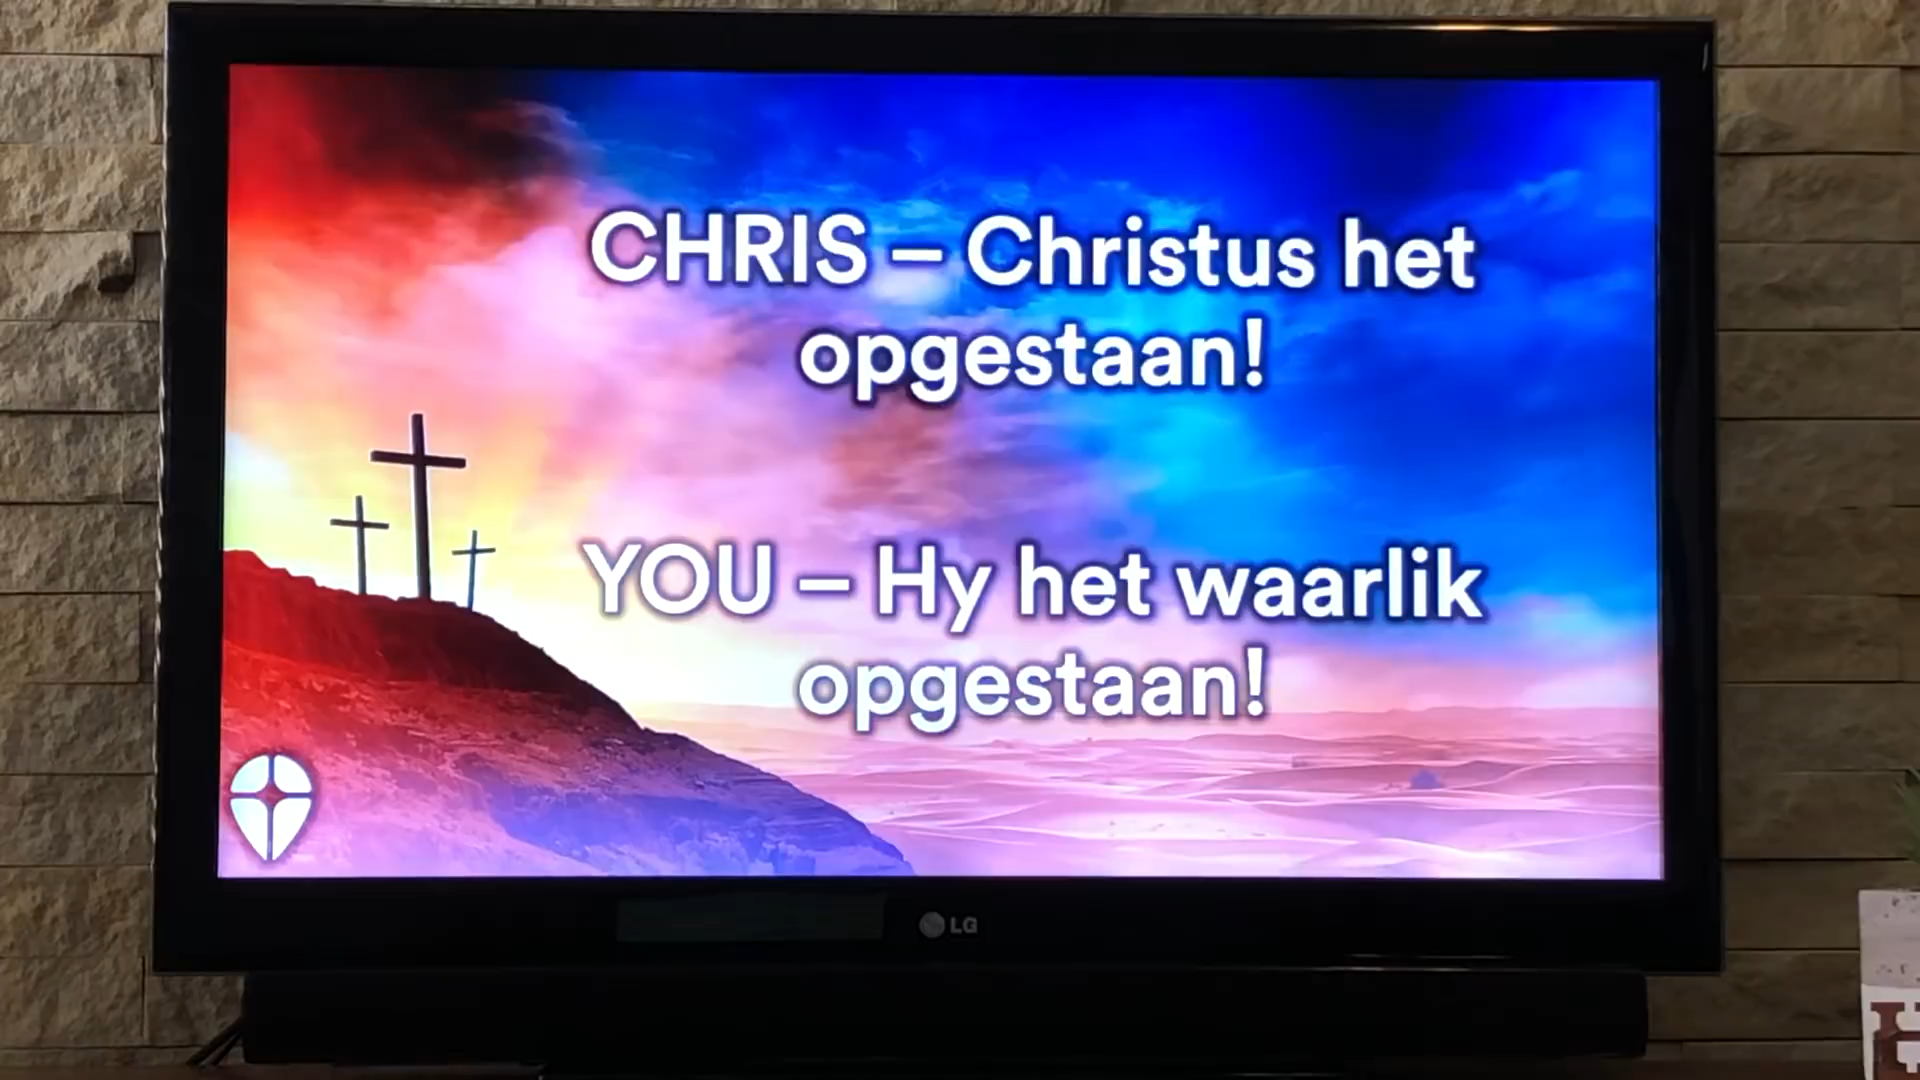 CHRIS – Christus het
opgestaan!
YOU – Hy het waarlik
opgestaan!
LG